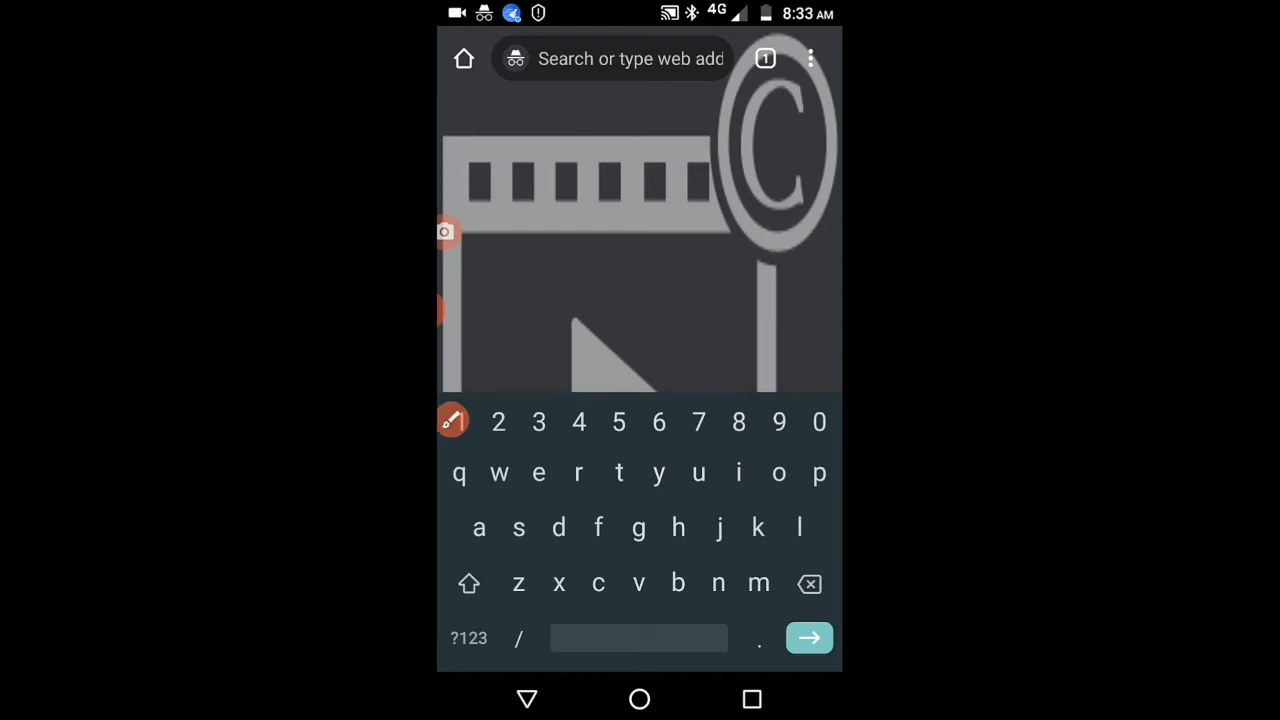 4G 8:33 AM
Search or type web add 1
C
2 3 4 5 6 7 8 9 0
q w e r t y u i o p
a s d f g h j k l
z x c v b n m
?123 / .